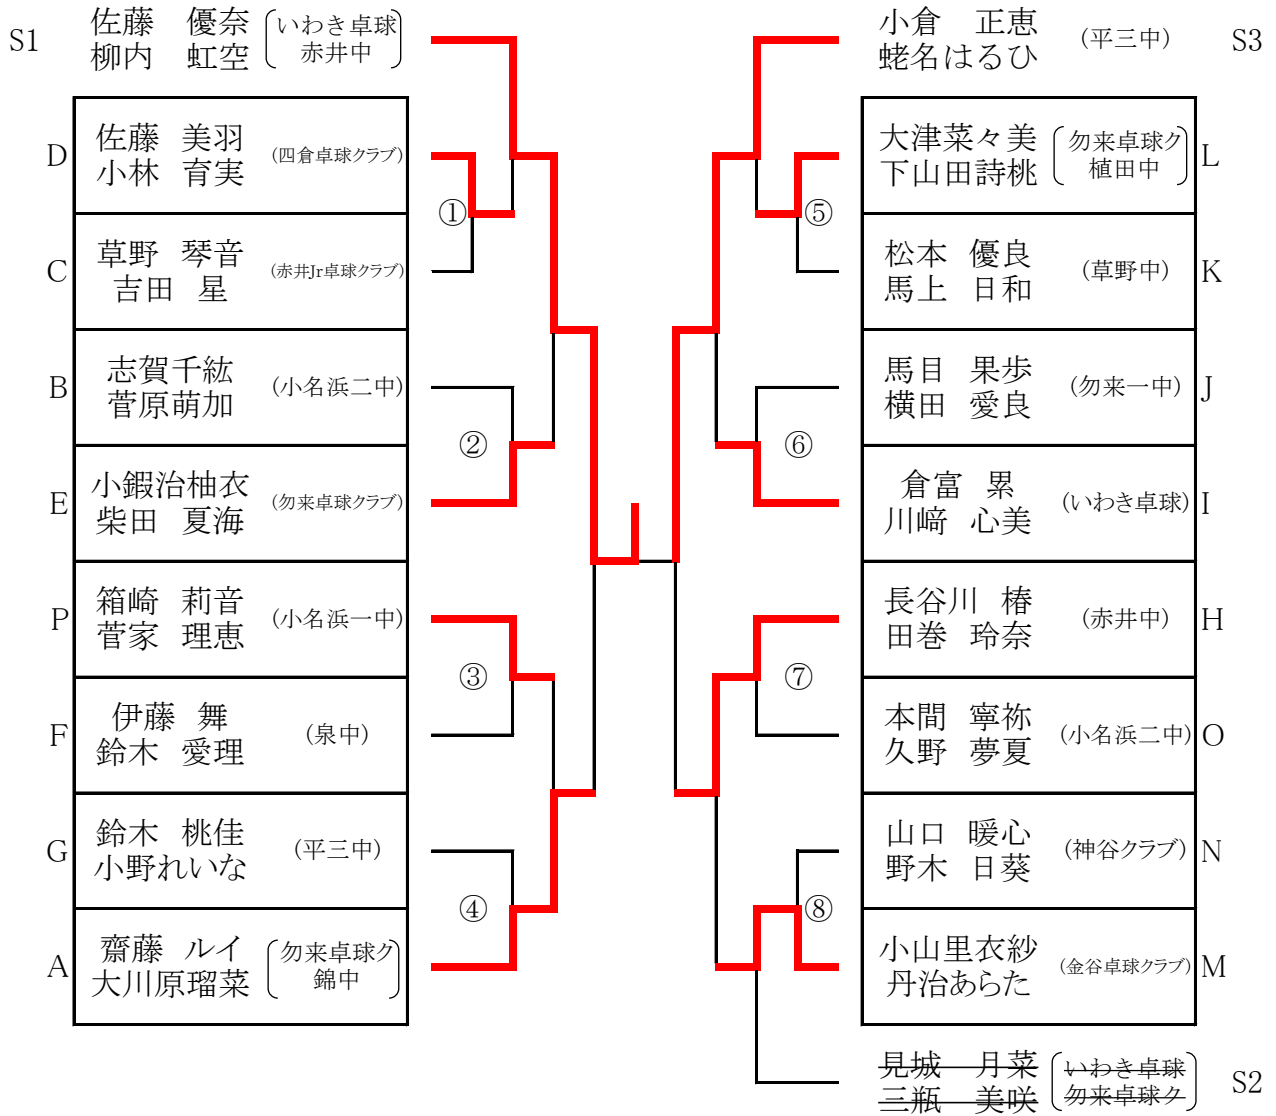 S1
佐藤　優奈
柳内　虹空
いわき卓球
赤井中
D
佐藤 美羽
小林 育実
(四倉卓球クラブ)
C
草野 琴音
吉田 星
(赤井Jr卓球クラブ)
B
志賀千紘
菅原萌加
(小名浜二中)
E
小鍜治柚衣
柴田 夏海
(勿来卓球クラブ)
P
箱崎 莉音
菅家 理恵
(小名浜一中)
F
伊藤 舞
鈴木 愛理
(泉中)
G
鈴木 桃佳
小野れいな
(平三中)
A
齋藤 ルイ
大川原瑠菜
勿来卓球ク
錦中
①
②
③
④
⑤
⑥
⑦
⑧
小倉　正恵
蛯名はるひ
(平三中)
S3
大津菜々美
下山田詩桃
勿来卓球ク
植田中
L
松本 優良
馬上 日和
(草野中)
K
馬目 果歩
横田 愛良
(勿来一中)
J
倉富 累
川﨑 心美
(いわき卓球)
I
長谷川 椿
田巻 玲奈
(赤井中)
H
本間 寧祢
久野 夢夏
(小名浜二中)
O
山口 暖心
野木 日葵
(神谷クラブ)
N
小山里衣紗
丹治あらた
(金谷卓球クラブ)
M
見城　月菜
三瓶　美咲
いわき卓球
勿来卓球ク
S2